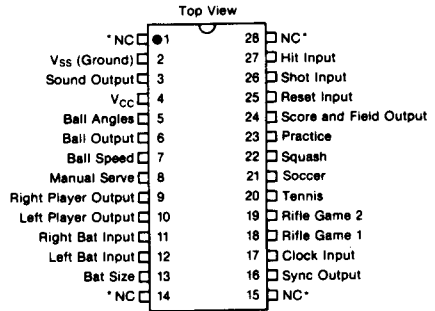 Top View
*NC 1 28 NC*
VSS (Ground) 2 27 Hit Input
Sound Output 3 26 Shot Input
VCC 4 25 Reset Input
Ball Angles 5 24 Score and Field Output
Ball Output 6 23 Practice
Ball Speed 7 22 Squash
Manual Serve 8 21 Soccer
Right Player Output 9 20 Tennis
Left Player Output 10 19 Rifle Game 2
Right Bat Input 11 18 Rifle Game 1
Left Bat Input 12 17 Clock Input
Bat Size 13 16 Sync Output
*NC 14 15 NC*